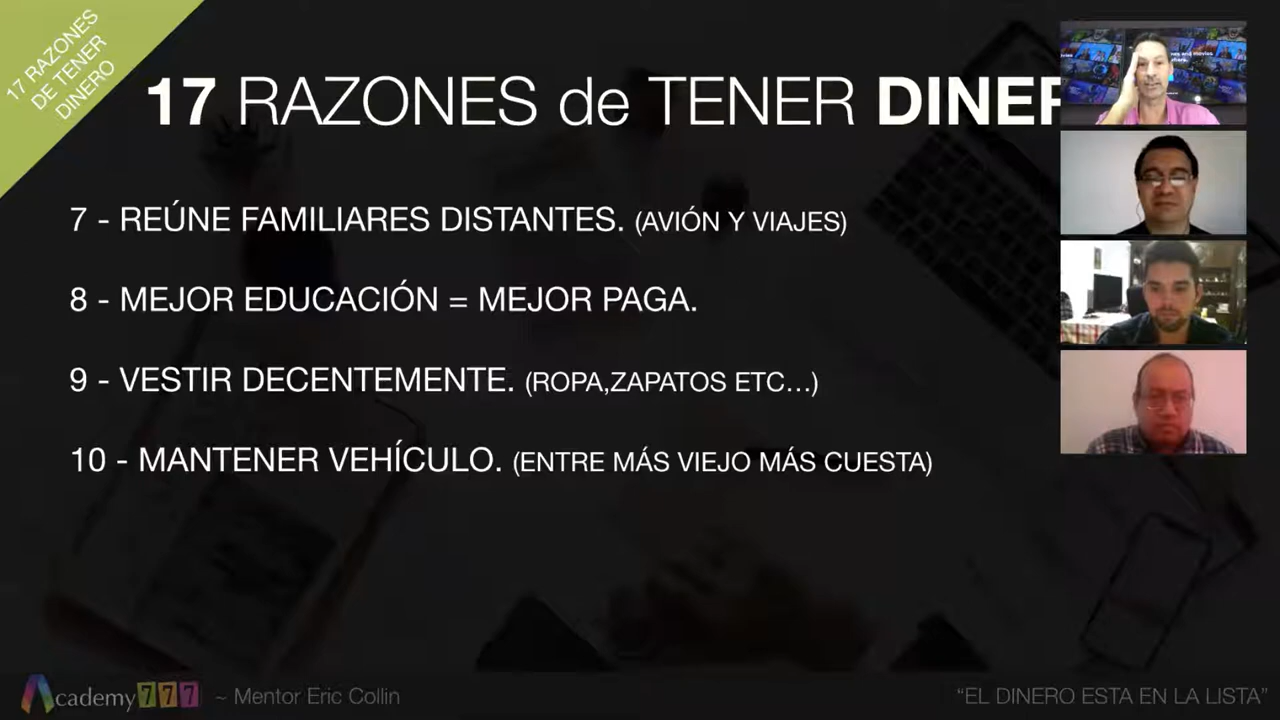 17 RAZONES
DE TENER
DINERO
17 RAZONES de TENER DINER
7 - REÚNE FAMILIARES DISTANTES. (AVIÓN Y VIAJES)
8 - MEJOR EDUCACIÓN = MEJOR PAGA.
9 - VESTIR DECENTEMENTE. (ROPA,ZAPATOS ETC...)
10 - MANTENER VEHÍCULO. (ENTRE MÁS VIEJO MÁS CUESTA)
Academy777 ~ Mentor Eric Collin
“EL DINERO ESTA EN LA LISTA”